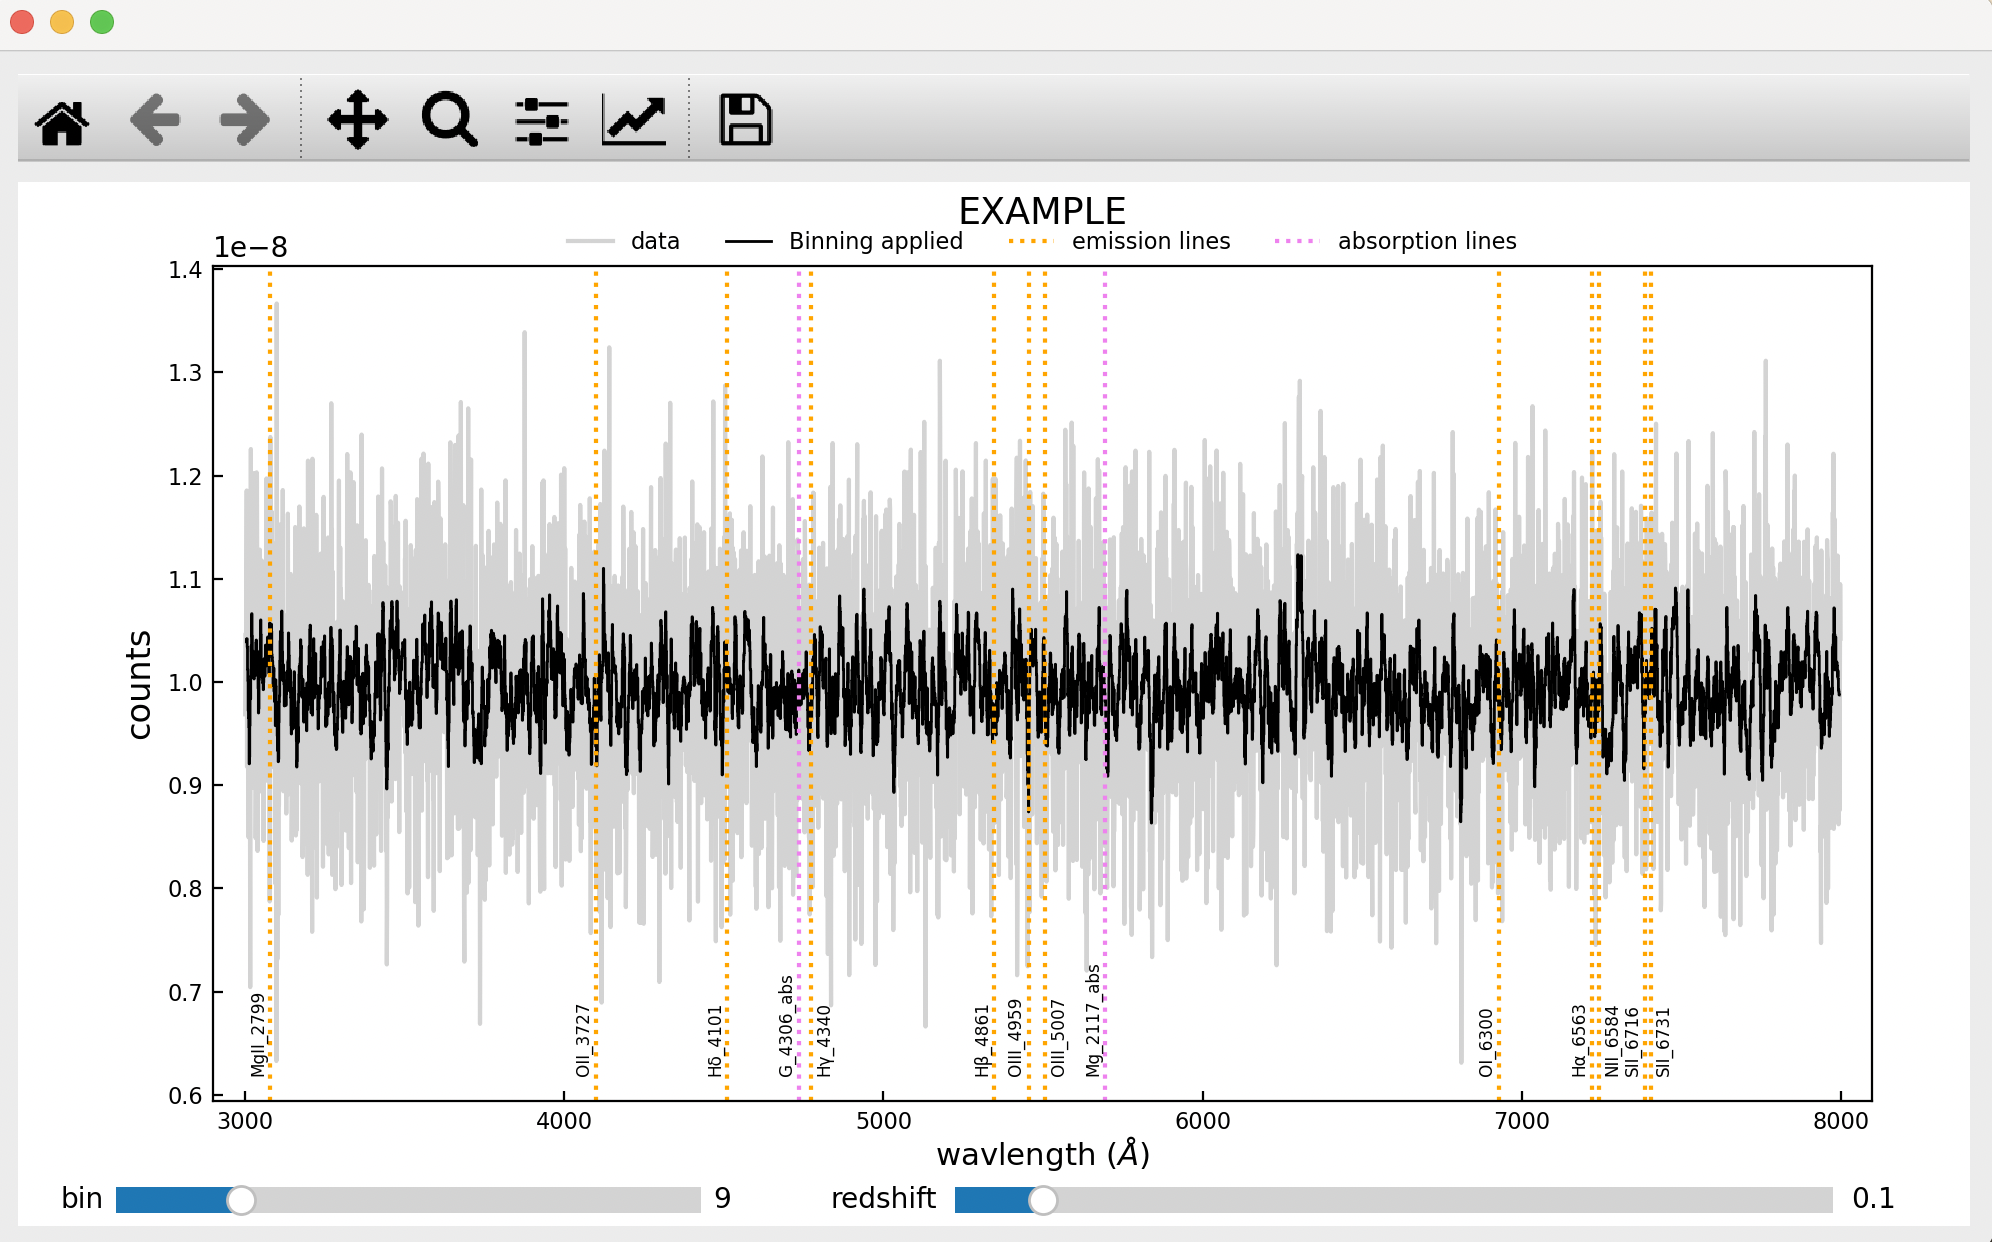 EXAMPLE
data Binning applied emission lines absorption lines
1e−8
1.4
1.3
1.2
1.1
1.0
0.9
0.8
0.7
0.6
counts
MgII_2799
OII_3727
Hδ_4101
G_4306_abs
Hγ_4340
Hβ_4861
OIII_4959
OIII_5007
Mg_2117_abs
OI_6300
Hα_6563
NII_6584
SII_6716
SII_6731
3000 4000 5000 6000 7000 8000
wavlength (Å)
bin 9 redshift 0.1